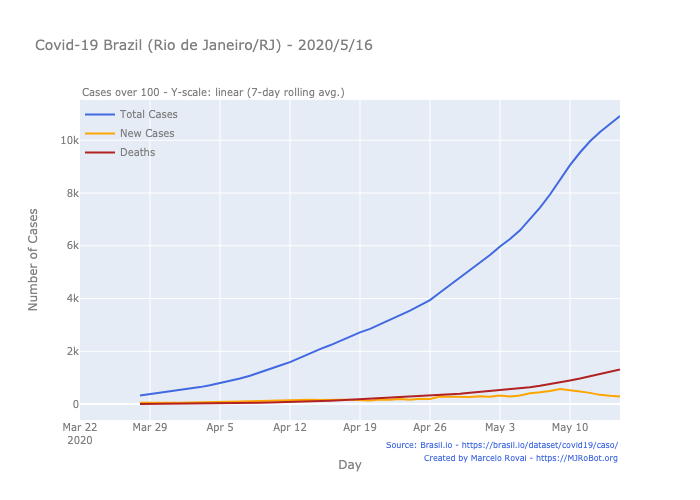 Covid-19 Brazil (Rio de Janeiro/RJ) - 2020/5/16
Cases over 100 - Y-scale: linear (7-day rolling avg.)
Total Cases
New Cases
Deaths
10k
8k
6k
4k
2k
0
Number of Cases
Mar 22 Mar 29 Apr 5 Apr 12 Apr 19 Apr 26 May 3 May 10
2020
Day
Source: Brasil.io - https://brasil.io/dataset/covid19/caso/
Created by Marcelo Rovai - https://MJRoBot.org